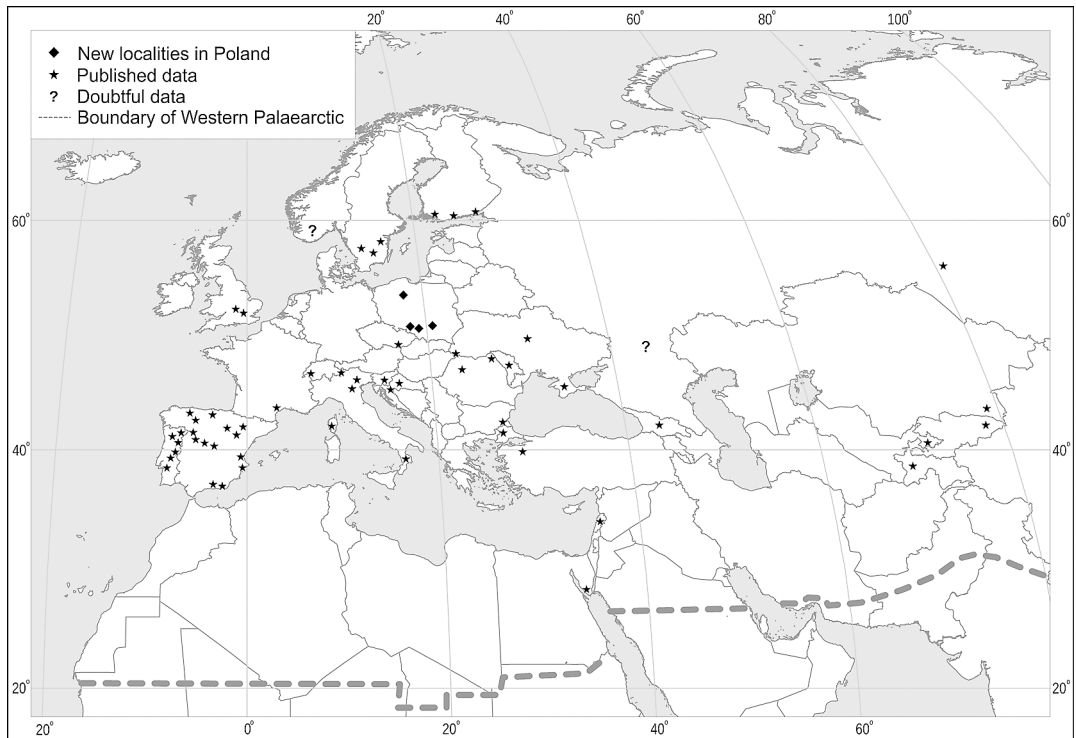 20° 40° 60° 80° 100°
◆ New localities in Poland
★ Published data
? Doubtful data
Boundary of Western Palaearctic
60° 60°
?
?
40° 40°
20° 20°
20° 0° 20° 40° 60°